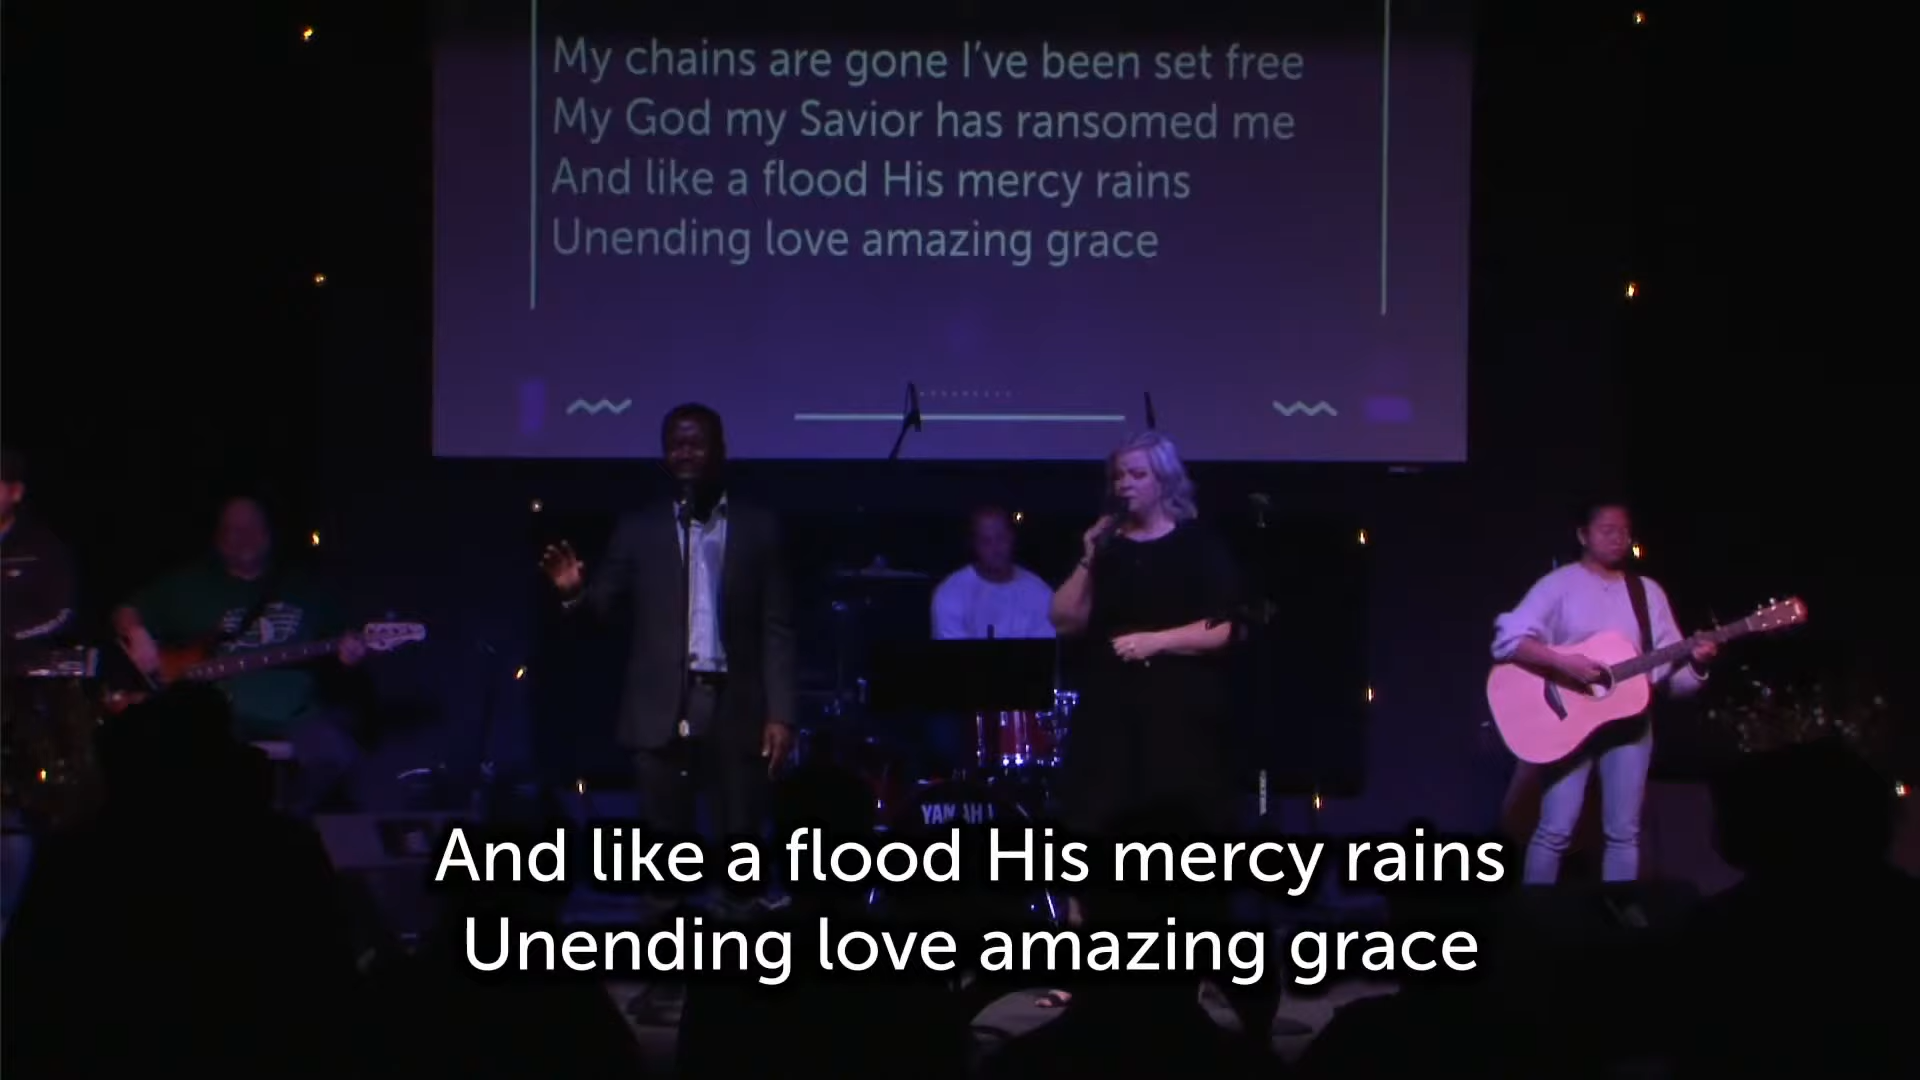 My chains are gone I've been set free
My God my Savior has ransomed me
And like a flood His mercy rains
Unending love amazing grace
YAMAHA
And like a flood His mercy rains
Unending love amazing grace